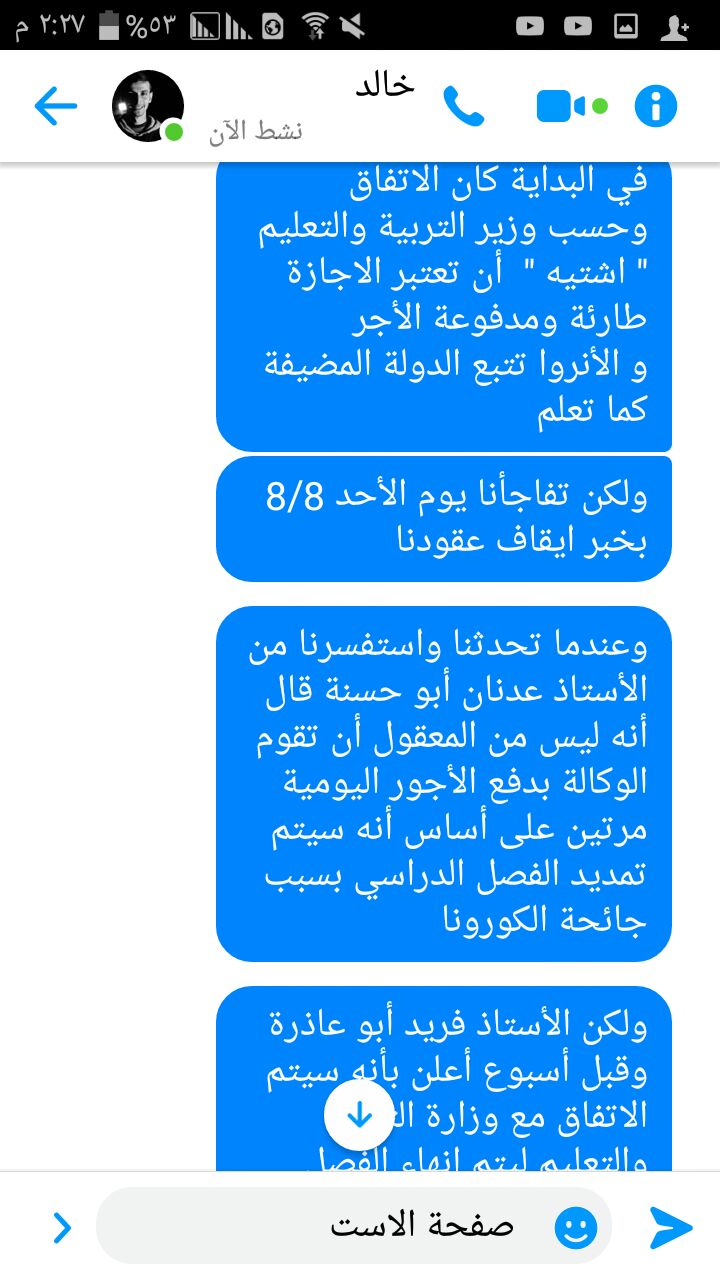 ٢:٢٧ م
%٥٣
خالد
نشط الآن
في البداية كان الاتفاق
وحسب وزير التربية والتعليم
" اشتيه " أن تعتبر الاجازة
طارئة ومدفوعة الأجر
و الأنروا تتبع الدولة المضيفة
كما تعلم
ولكن تفاجأنا يوم الأحد 8/8
بخبر ايقاف عقودنا
وعندما تحدثنا واستفسرنا من
الأستاذ عدنان أبو حسنة قال
أنه ليس من المعقول أن تقوم
الوكالة بدفع الأجور اليومية
مرتين على أساس أنه سيتم
تمديد الفصل الدراسي بسبب
جائحة الكورونا
ولكن الأستاذ فريد أبو عاذرة
وقبل أسبوع أعلن بأنه سيتم
الاتفاق مع وزارة
والتعليم ليتم إنهاء الفصل
صفحة الاست